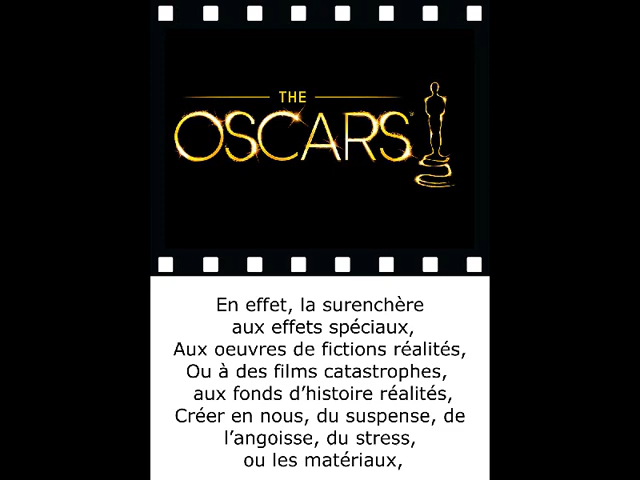 THE
OSCARS
En effet, la surenchère
aux effets spéciaux,
Aux oeuvres de fictions réalités,
Ou à des films catastrophes,
aux fonds d’histoire réalités,
Créer en nous, du suspense, de
l’angoisse, du stress,
ou les matériaux,